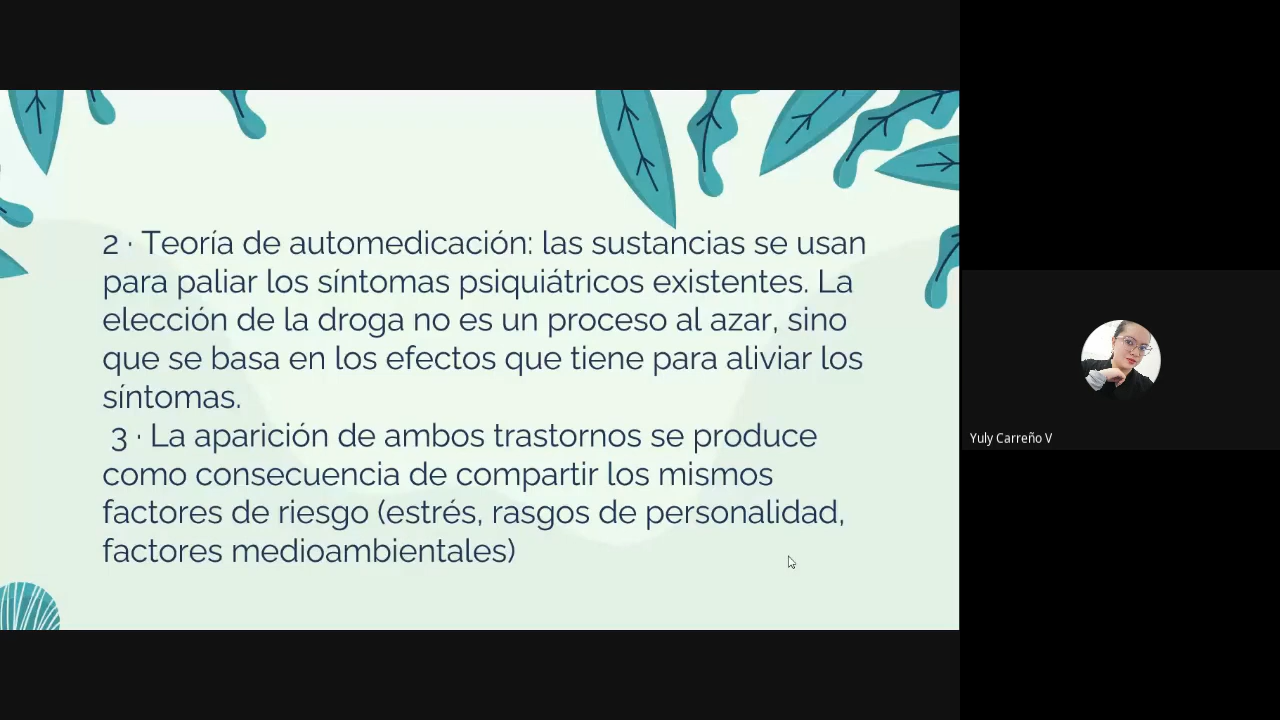 2 · Teoría de automedicación: las sustancias se usan
para paliar los síntomas psiquiátricos existentes. La
elección de la droga no es un proceso al azar, sino
que se basa en los efectos que tiene para aliviar los
síntomas.
3 · La aparición de ambos trastornos se produce
como consecuencia de compartir los mismos
factores de riesgo (estrés, rasgos de personalidad,
factores medioambientales)
Yuly Carreño V